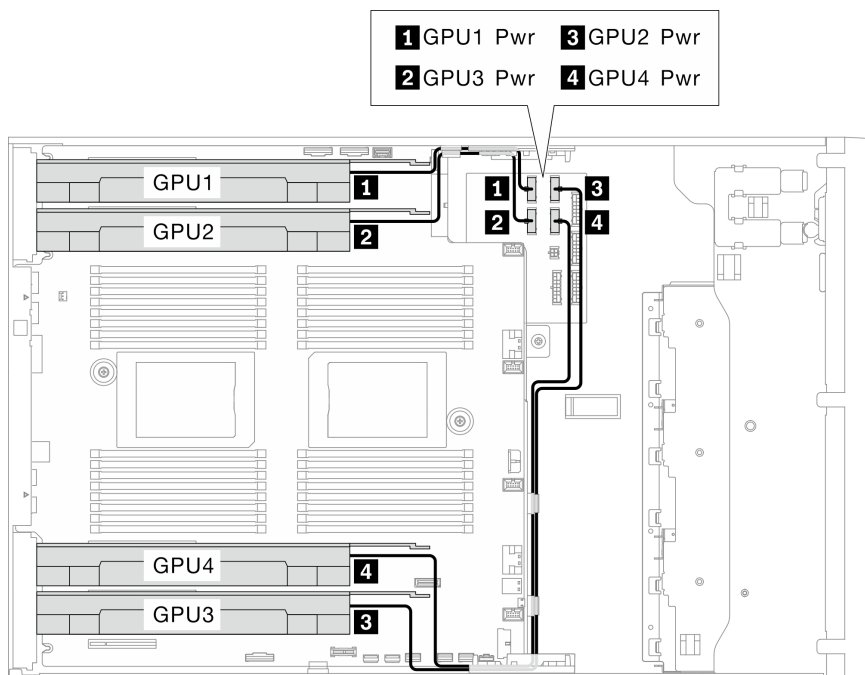 1 GPU1 Pwr 3 GPU2 Pwr
2 GPU3 Pwr 4 GPU4 Pwr
GPU1 1
GPU2 2
1 3
2 4
GPU4 4
GPU3 3